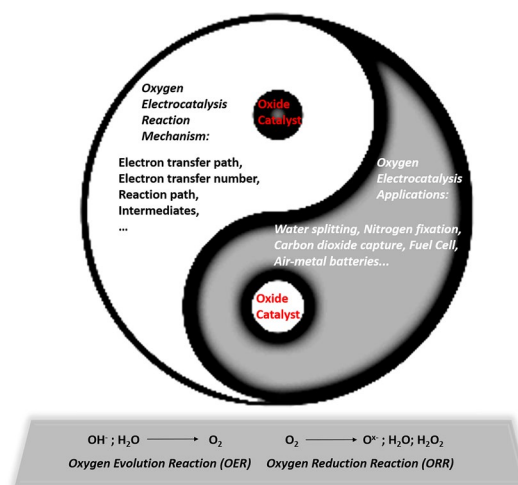 Oxygen
Electrocatalysis
Reaction
Mechanism:
Oxide
Catalyst
Electron transfer path,
Electron transfer number,
Reaction path,
Intermediates,
...
Oxygen
Electrocatalysis
Applications:
Water splitting, Nitrogen fixation,
Carbon dioxide capture, Fuel Cell,
Air-metal batteries...
Oxide
Catalyst
OH⁻ ; H₂O ⟶ O₂
O₂ ⟶ Oˣ⁻ ; H₂O; H₂O₂
Oxygen Evolution Reaction (OER)
Oxygen Reduction Reaction (ORR)